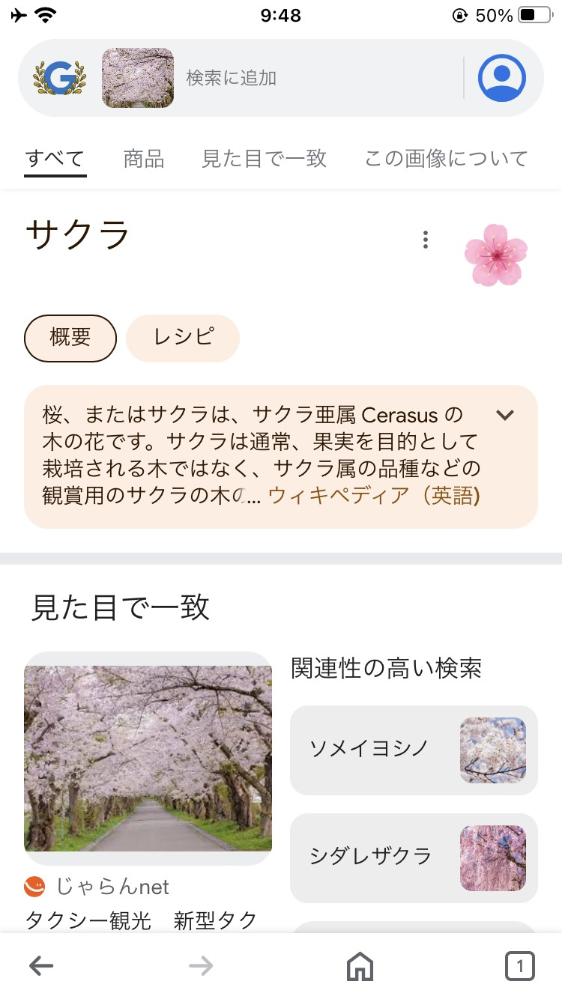 9:48
50%
検索に追加
すべて 商品 見た目で一致 この画像について
サクラ
概要 レシピ
桜、またはサクラは、サクラ亜属 Cerasus の
木の花です。サクラは通常、果実を目的として
栽培される木ではなく、サクラ属の品種などの
観賞用のサクラの木の... ウィキペディア（英語)
見た目で一致
じゃらんnet
タクシー観光　新型タク
関連性の高い検索
ソメイヨシノ
シダレザクラ
1